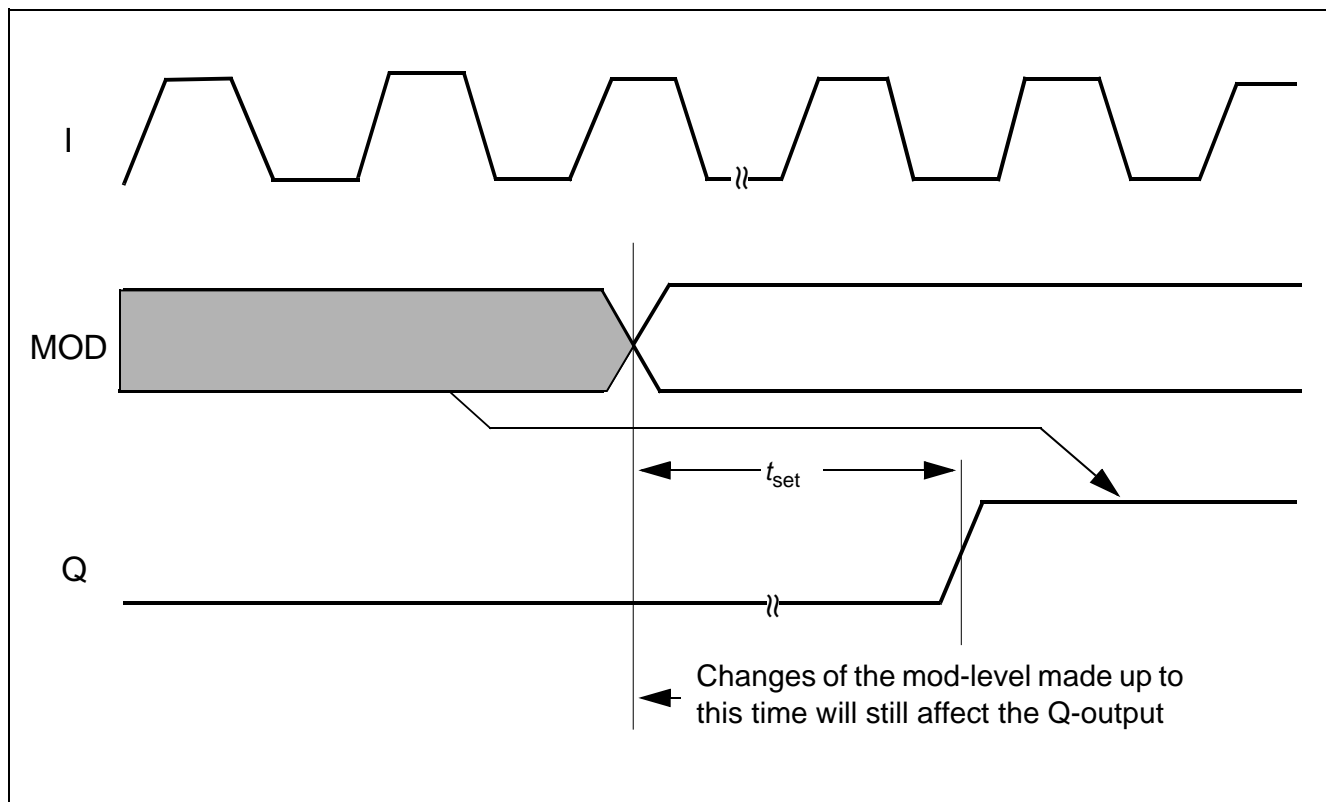 I
MOD
tset
Q
Changes of the mod-level made up to
this time will still affect the Q-output